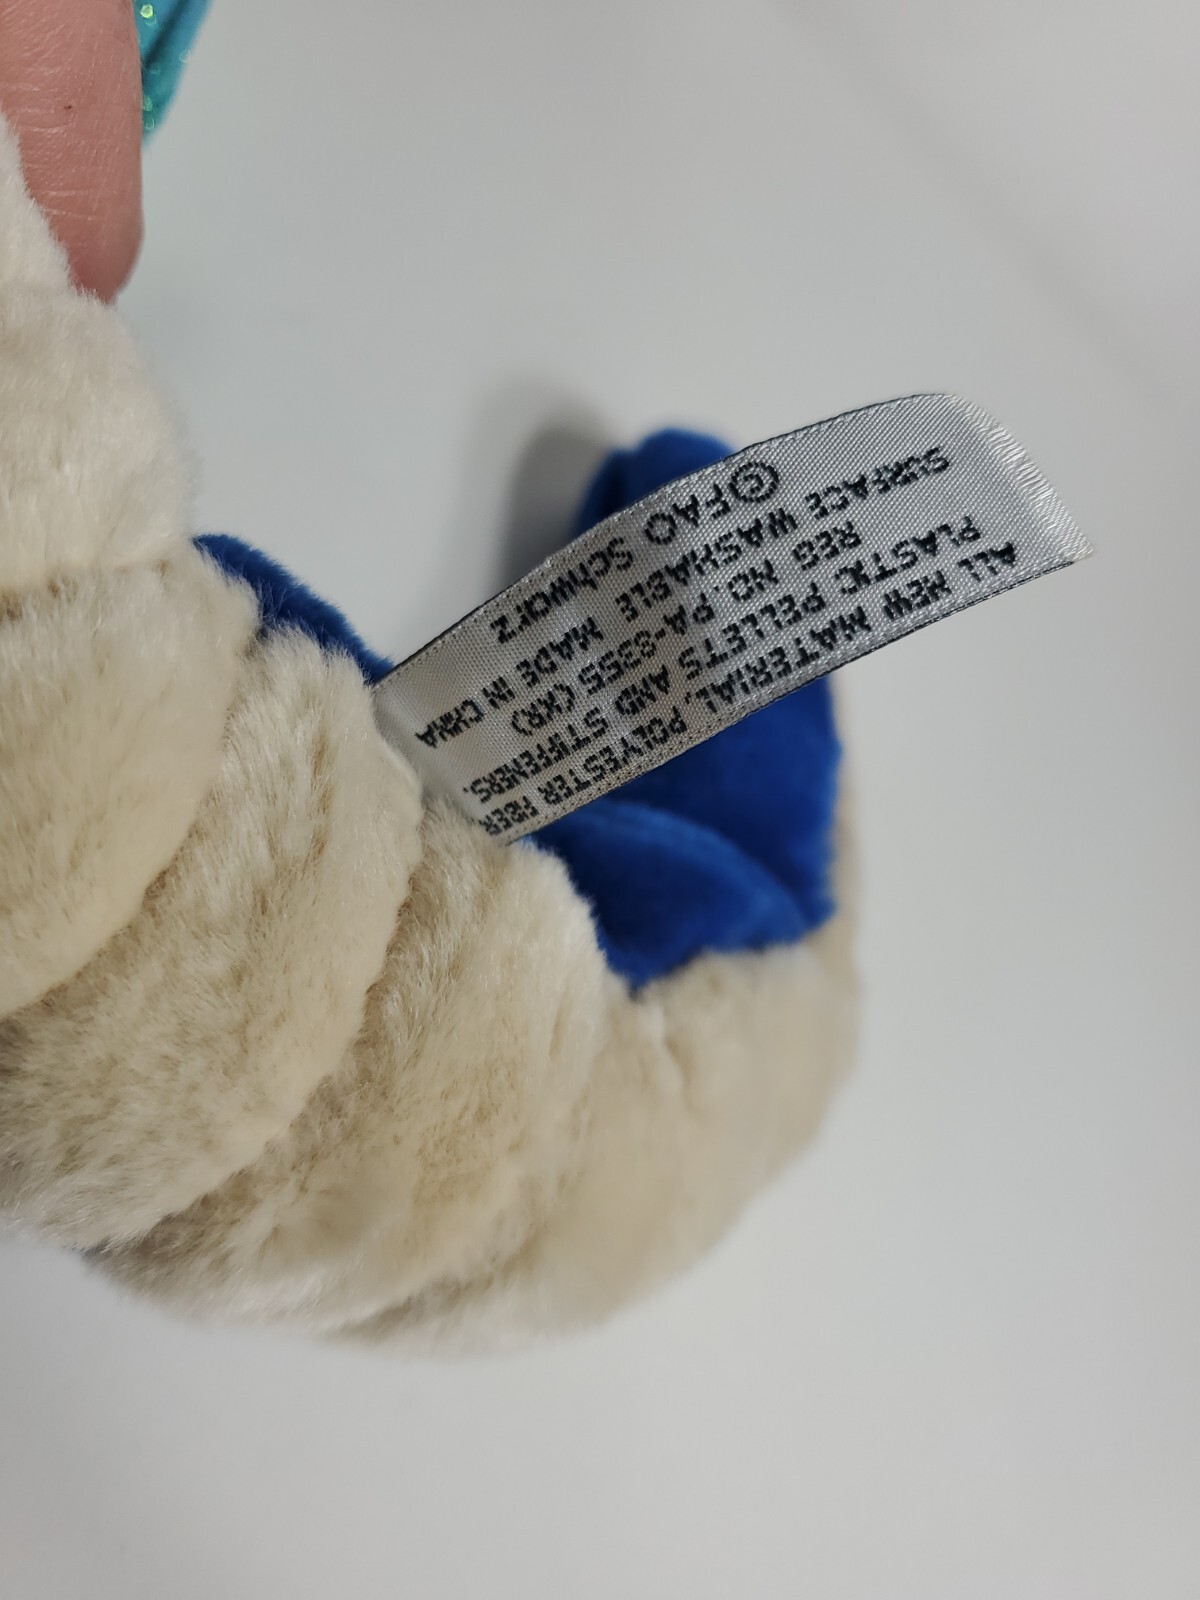 ALL NEW MATERIAL, POLYESTER FIBER
PLASTIC PELLETS AND STIFFENERS.
REG NO. PA-8355 (KR)
SURFACE WASHABLE MADE IN CHINA
©FAO Schwarz